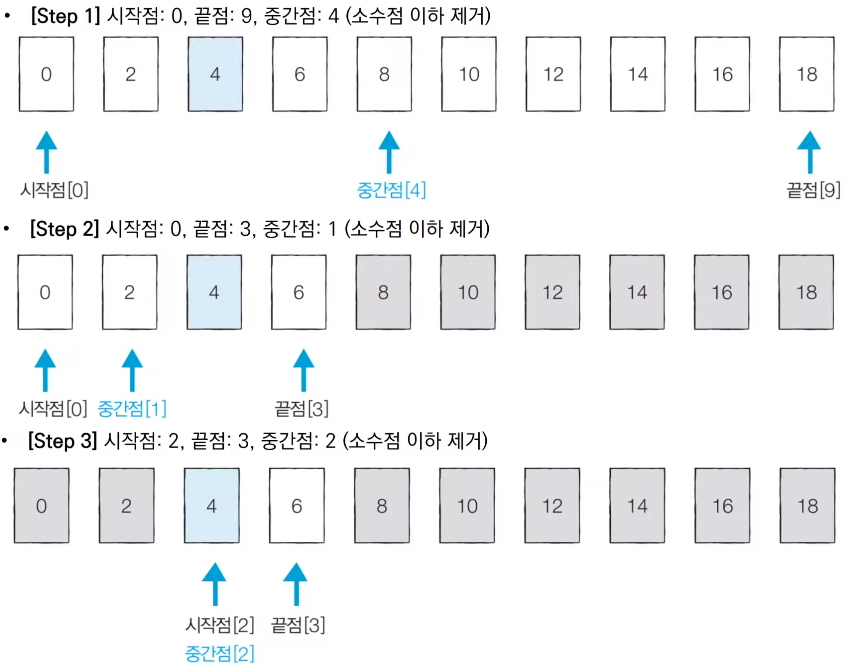 • [Step 1] 시작점: 0, 끝점: 9, 중간점: 4 (소수점 이하 제거)
0 2 4 6 8 10 12 14 16 18
시작점[0] 중간점[4] 끝점[9]
• [Step 2] 시작점: 0, 끝점: 3, 중간점: 1 (소수점 이하 제거)
0 2 4 6 8 10 12 14 16 18
시작점[0] 중간점[1] 끝점[3]
• [Step 3] 시작점: 2, 끝점: 3, 중간점: 2 (소수점 이하 제거)
0 2 4 6 8 10 12 14 16 18
시작점[2] 끝점[3]
중간점[2]